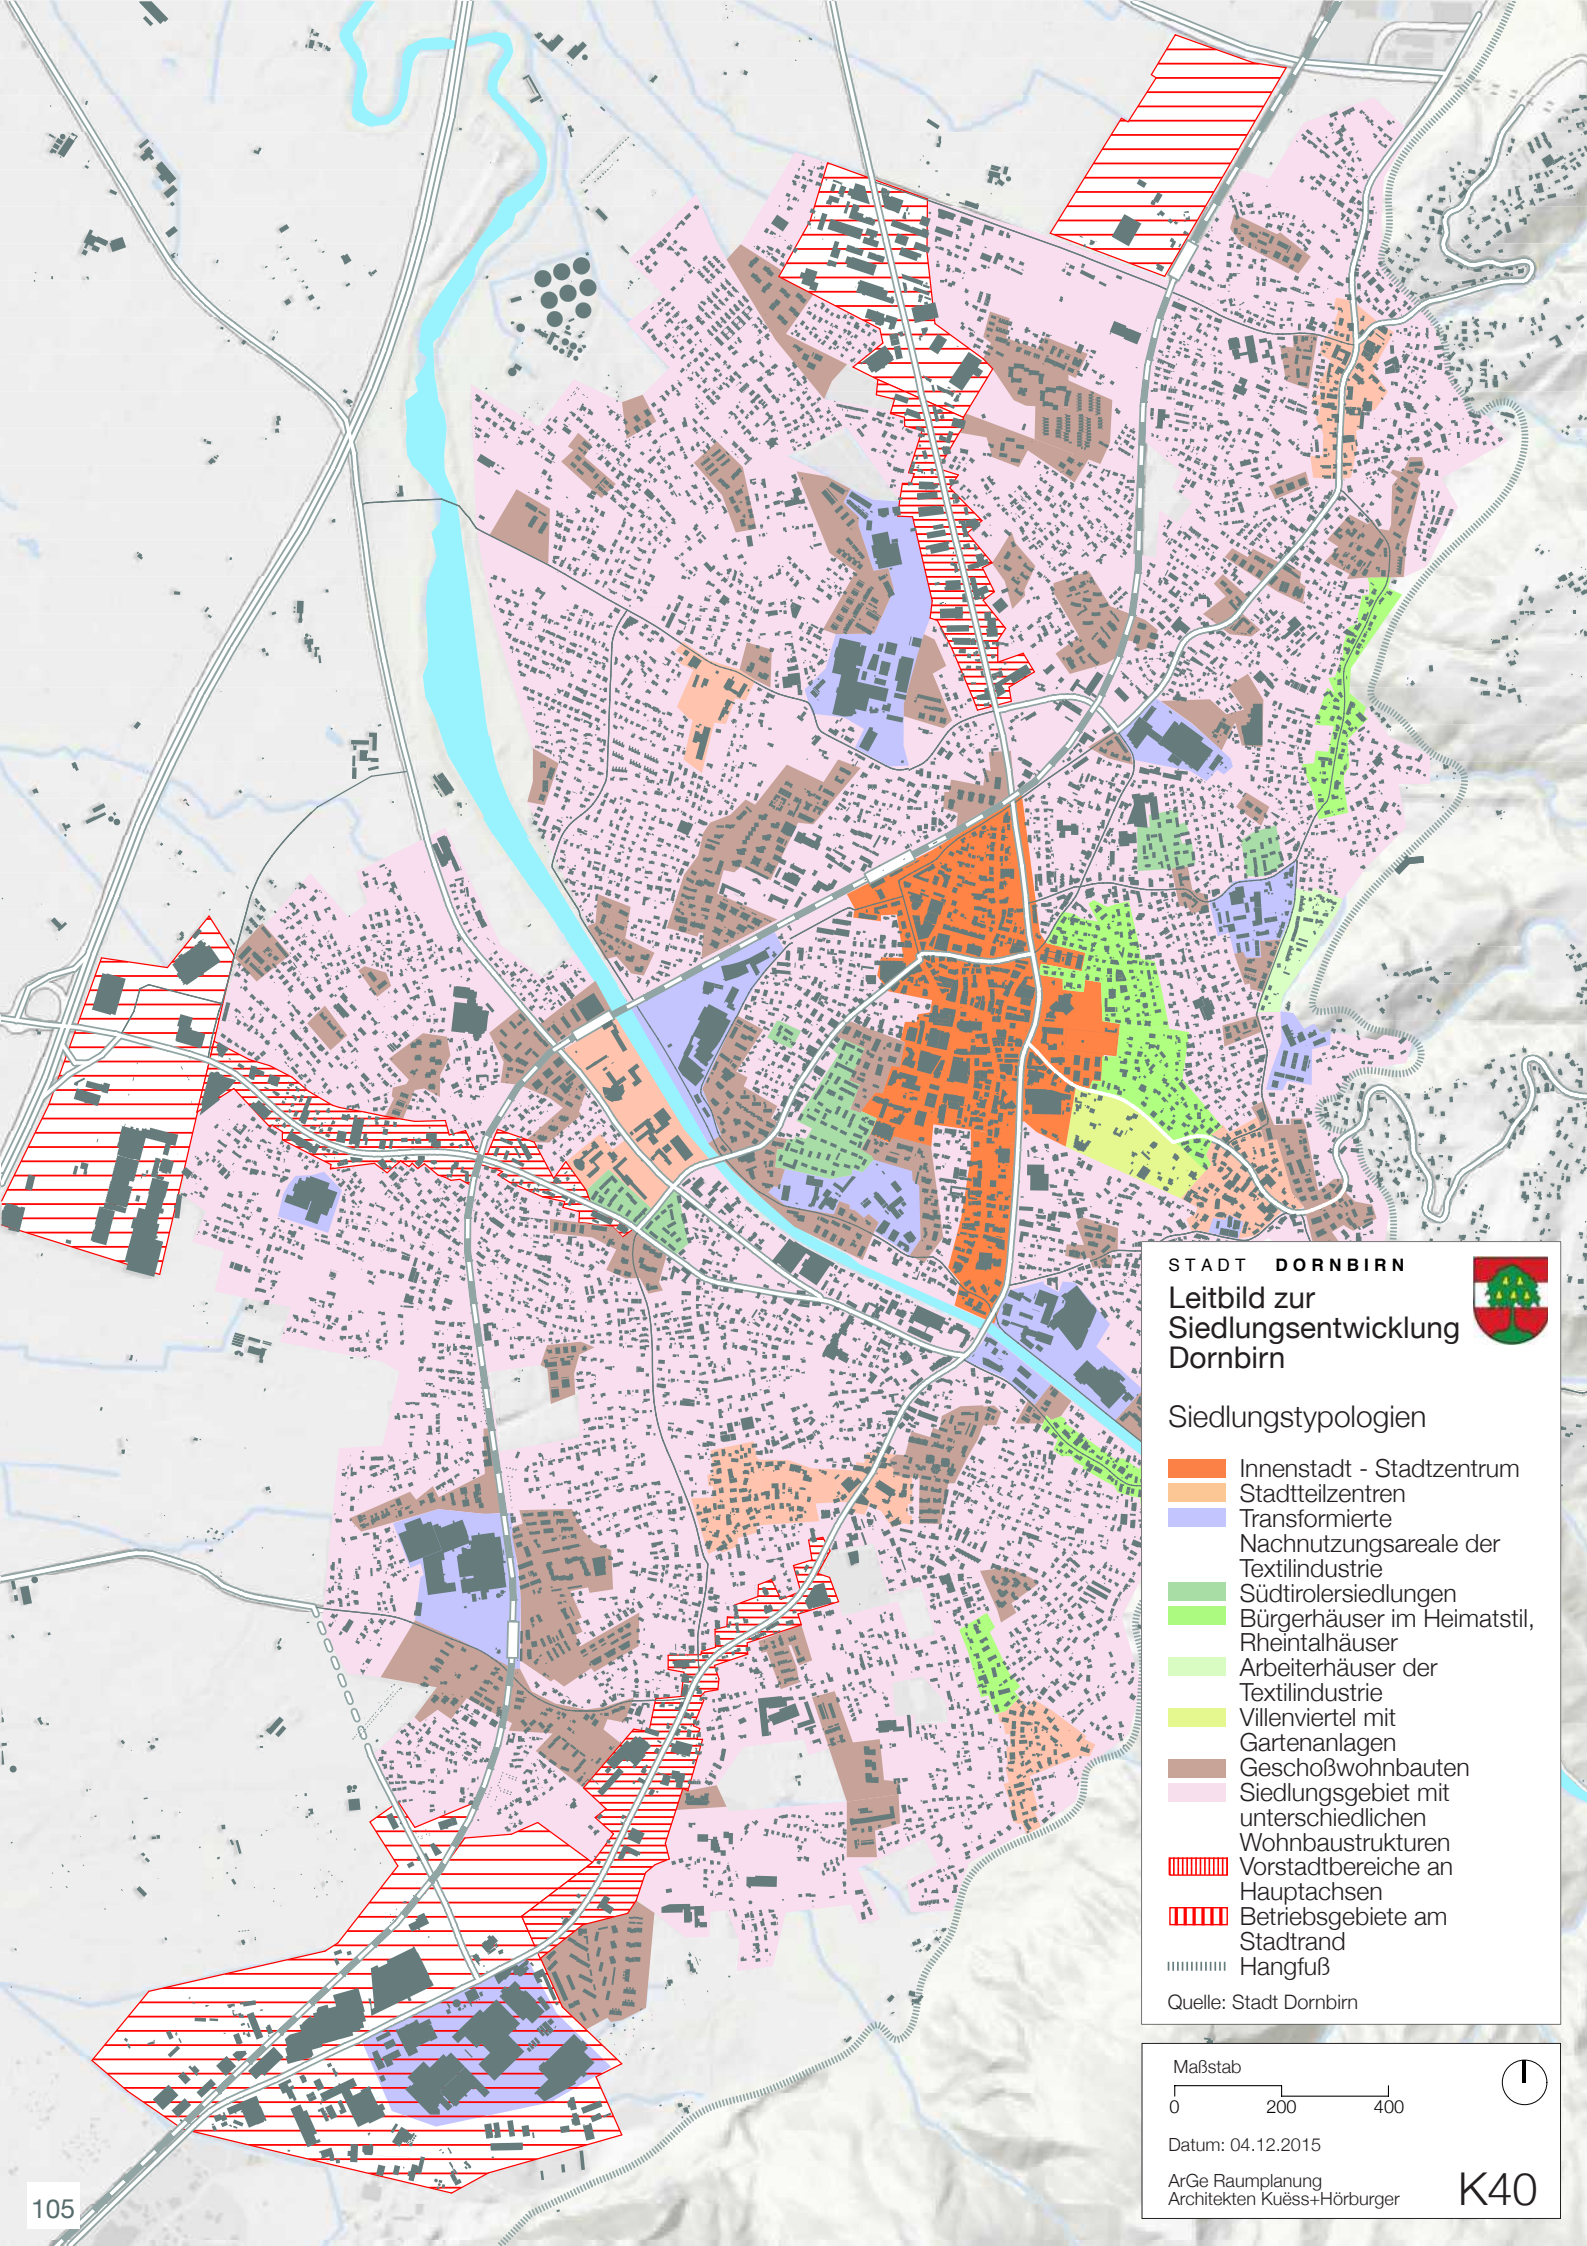 STADT DORNBIRN
Leitbild zur
Siedlungsentwicklung
Dornbirn
Siedlungstypologien
Innenstadt - Stadtzentrum
Stadtteilzentren
Transformierte
Nachnutzungsareale der
Textilindustrie
Südtirolersiedlungen
Bürgerhäuser im Heimatstil,
Rheintalhäuser
Arbeiterhäuser der
Textilindustrie
Villenviertel mit
Gartenanlagen
Geschoßwohnbauten
Siedlungsgebiet mit
unterschiedlichen
Wohnbaustrukturen
Vorstadtbereiche an
Hauptachsen
Betriebsgebiete am
Stadtrand
Hangfuß
Quelle: Stadt Dornbirn
Maßstab
0 200 400
Datum: 04.12.2015
ArGe Raumplanung
Architekten Kuëss+Hörburger
K40
105